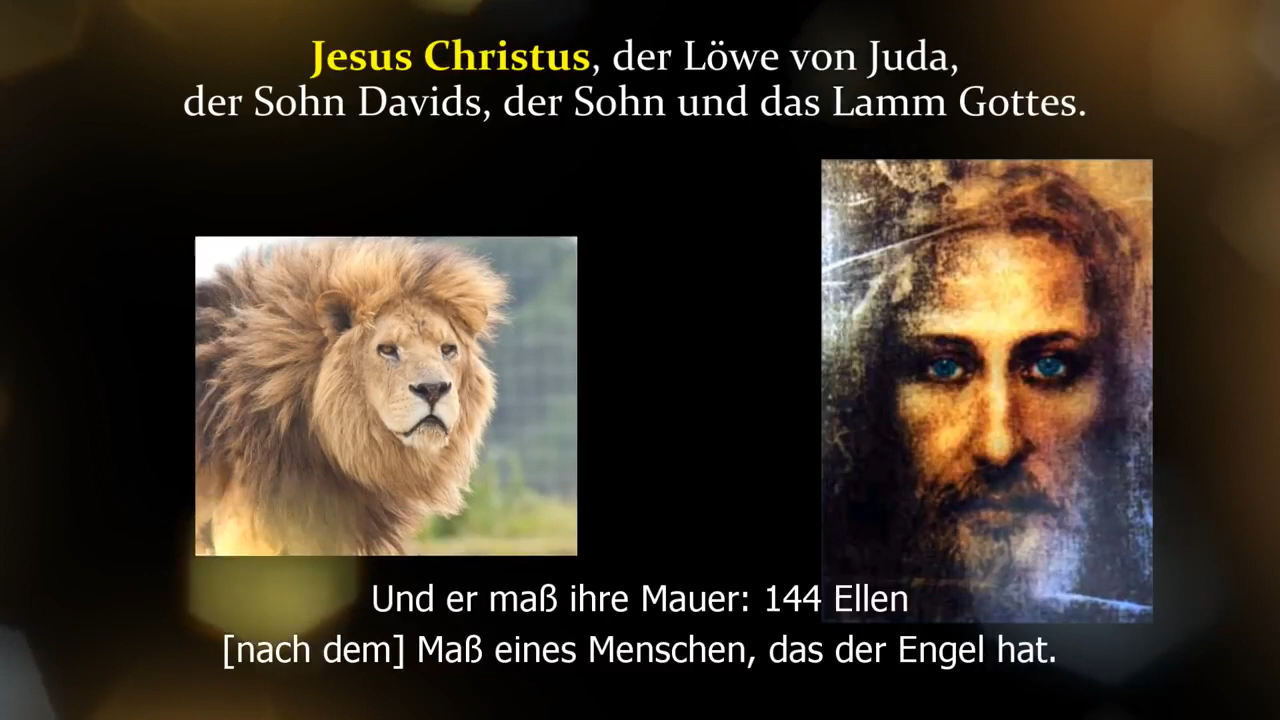 Jesus Christus, der Löwe von Juda,
der Sohn Davids, der Sohn und das Lamm Gottes.
Und er maß ihre Mauer: 144 Ellen
[nach dem] Maß eines Menschen, das der Engel hat.